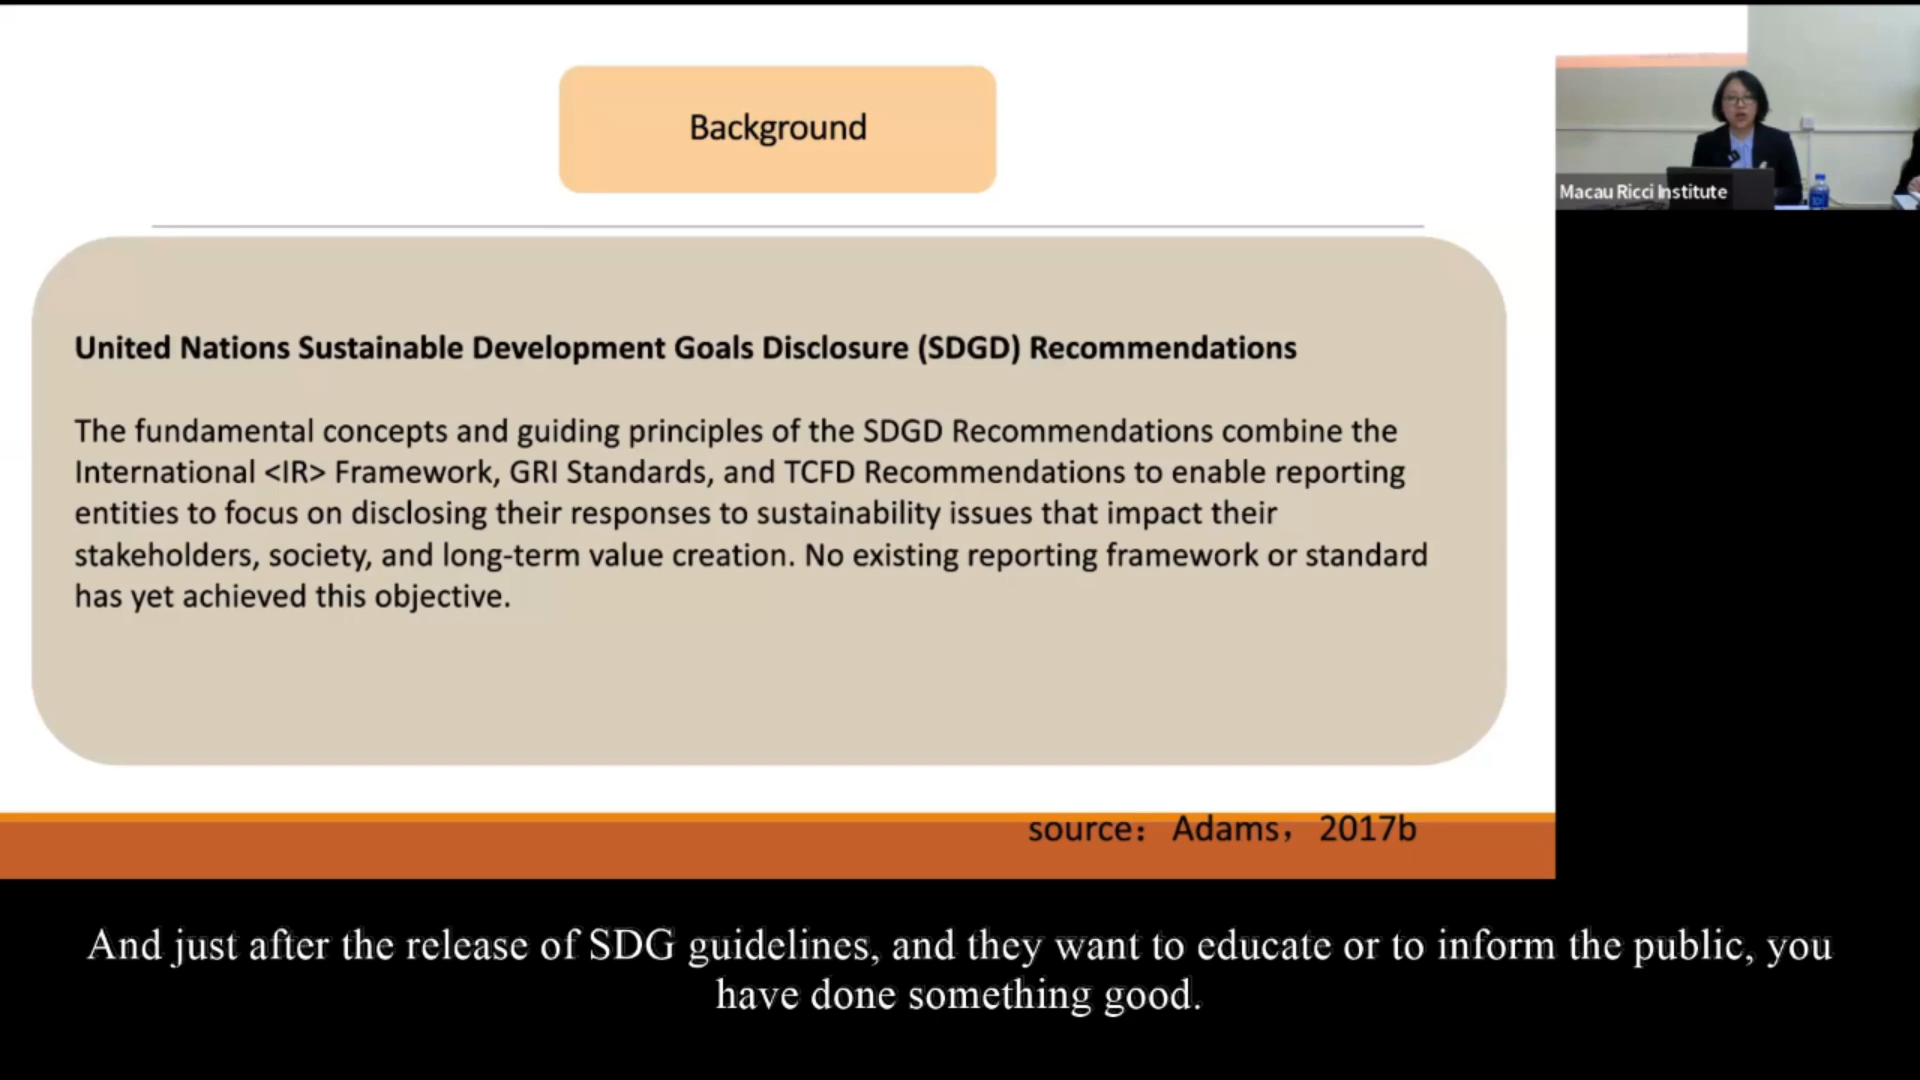 Background
Macau Ricci Institute
United Nations Sustainable Development Goals Disclosure (SDGD) Recommendations
The fundamental concepts and guiding principles of the SDGD Recommendations combine the
International <IR> Framework, GRI Standards, and TCFD Recommendations to enable reporting
entities to focus on disclosing their responses to sustainability issues that impact their
stakeholders, society, and long-term value creation. No existing reporting framework or standard
has yet achieved this objective.
source： Adams， 2017b
And just after the release of SDG guidelines, and they want to educate or to inform the public, you
have done something good.